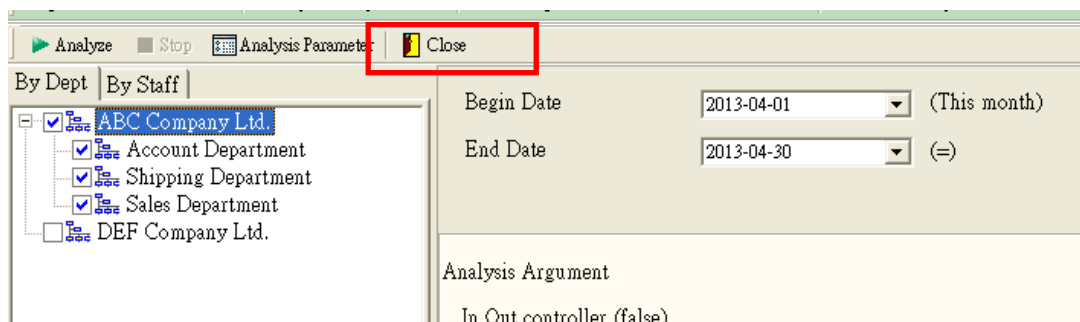 Analyze Stop Analysis Parameter Close
By Dept By Staff
ABC Company Ltd.
Account Department
Shipping Department
Sales Department
DEF Company Ltd.
Begin Date 2013-04-01 (This month)
End Date 2013-04-30 (=)
Analysis Argument
In Out controller (false)